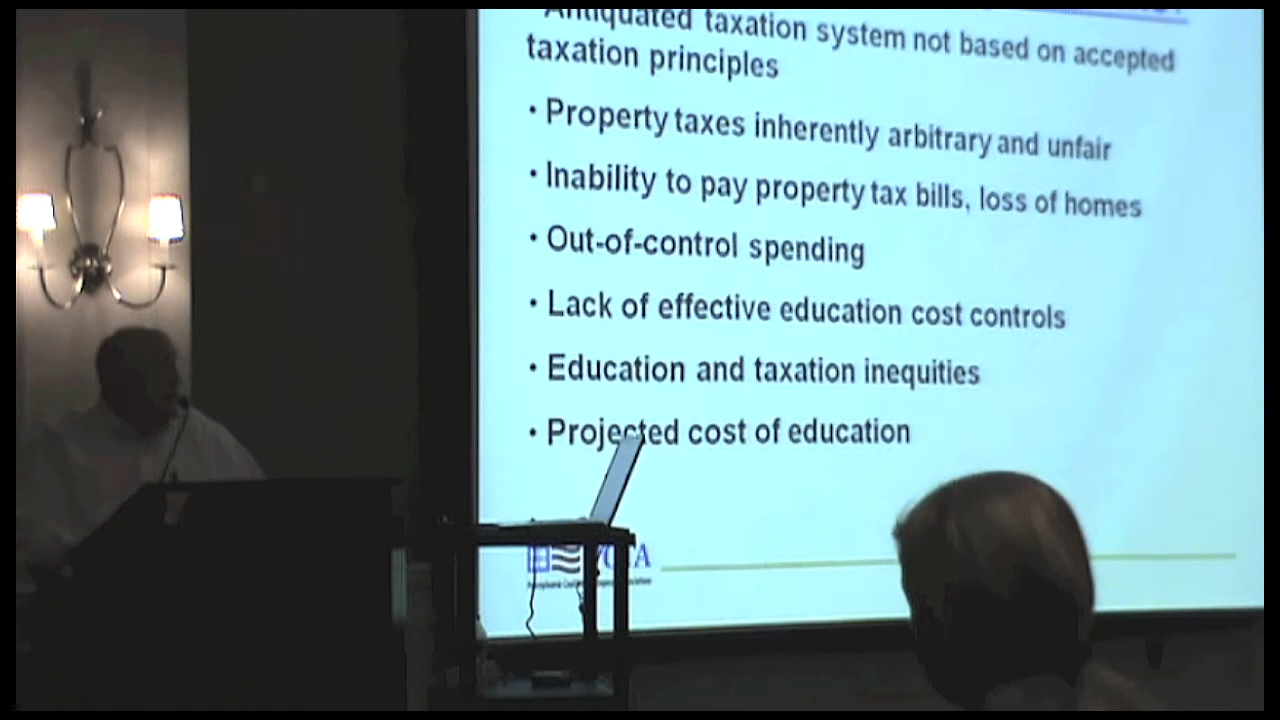 Antiquated taxation system not based on accepted
taxation principles
• Property taxes inherently arbitrary and unfair
• Inability to pay property tax bills, loss of homes
• Out-of-control spending
• Lack of effective education cost controls
• Education and taxation inequities
• Projected cost of education